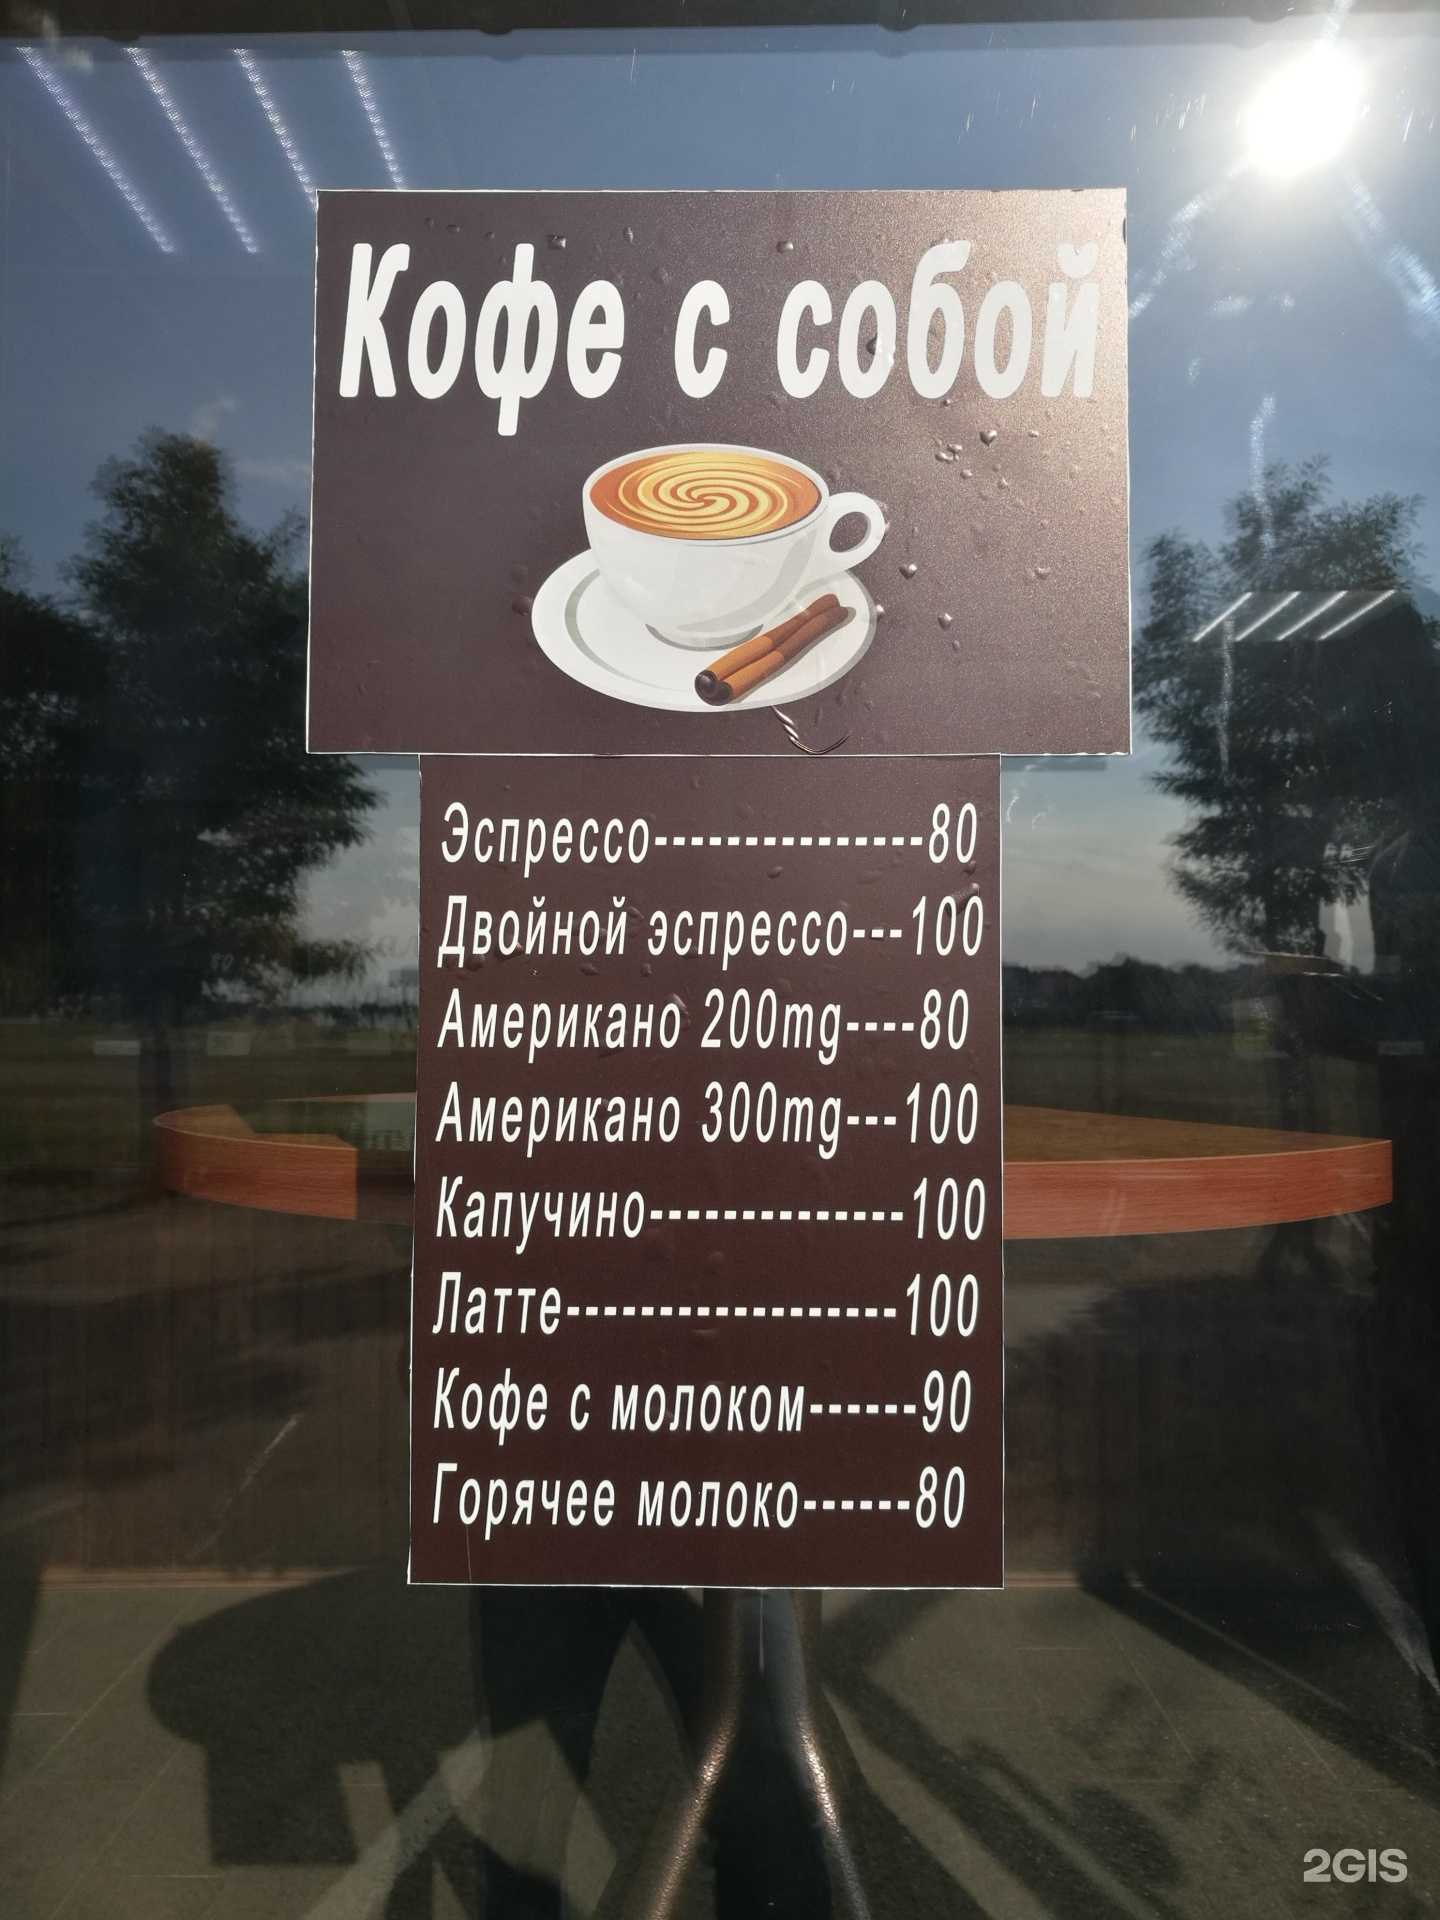 Кофе с собой
Эспрессо---------------80
Двойной эспрессо---100
Американо 200mg----80
Американо 300mg---100
Капучино--------------100
Латте------------------100
Кофе с молоком------90
Горячее молоко------80
2GIS